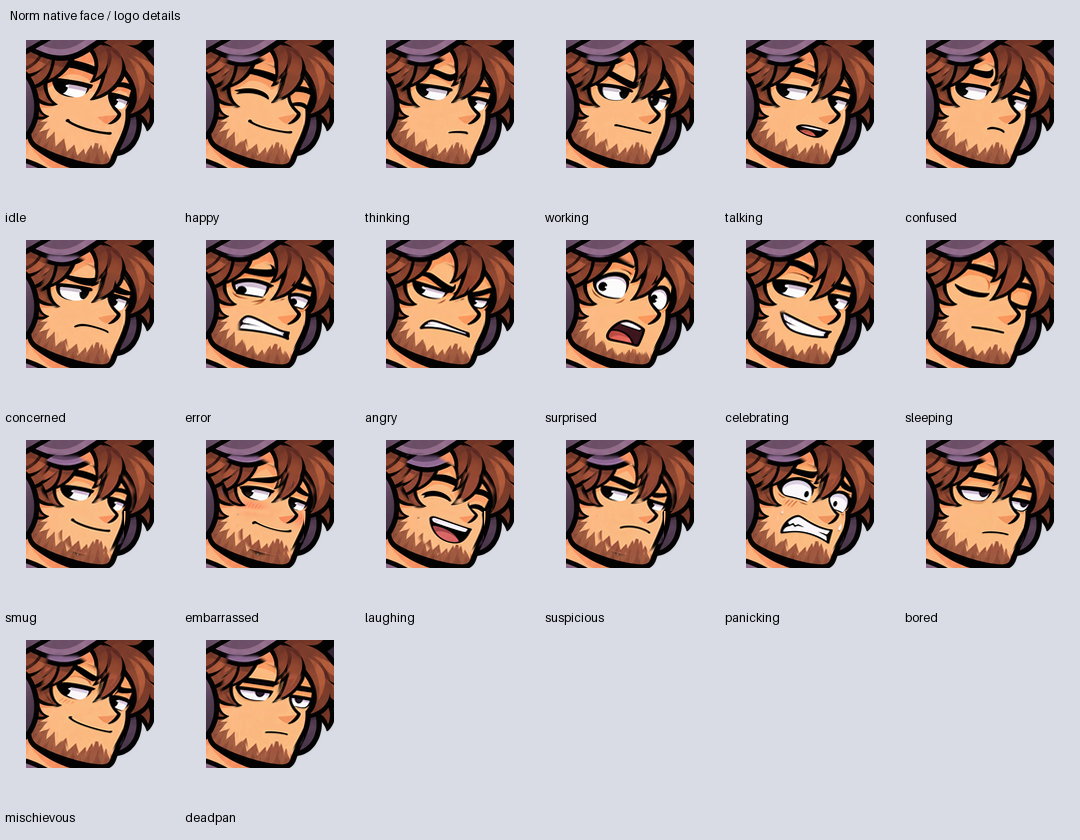 Norm native face / logo details
idle
happy
thinking
working
talking
confused
concerned
error
angry
surprised
celebrating
sleeping
smug
embarrassed
laughing
suspicious
panicking
bored
mischievous
deadpan